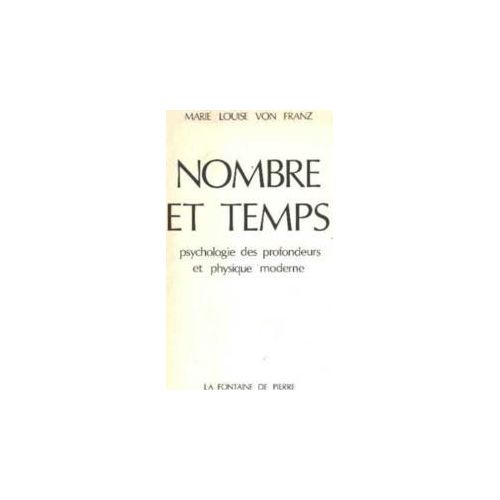 MARIE LOUISE VON FRANZ
NOMBRE
ET TEMPS
psychologie des profondeurs
et physique moderne
LA FONTAINE DE PIERRE